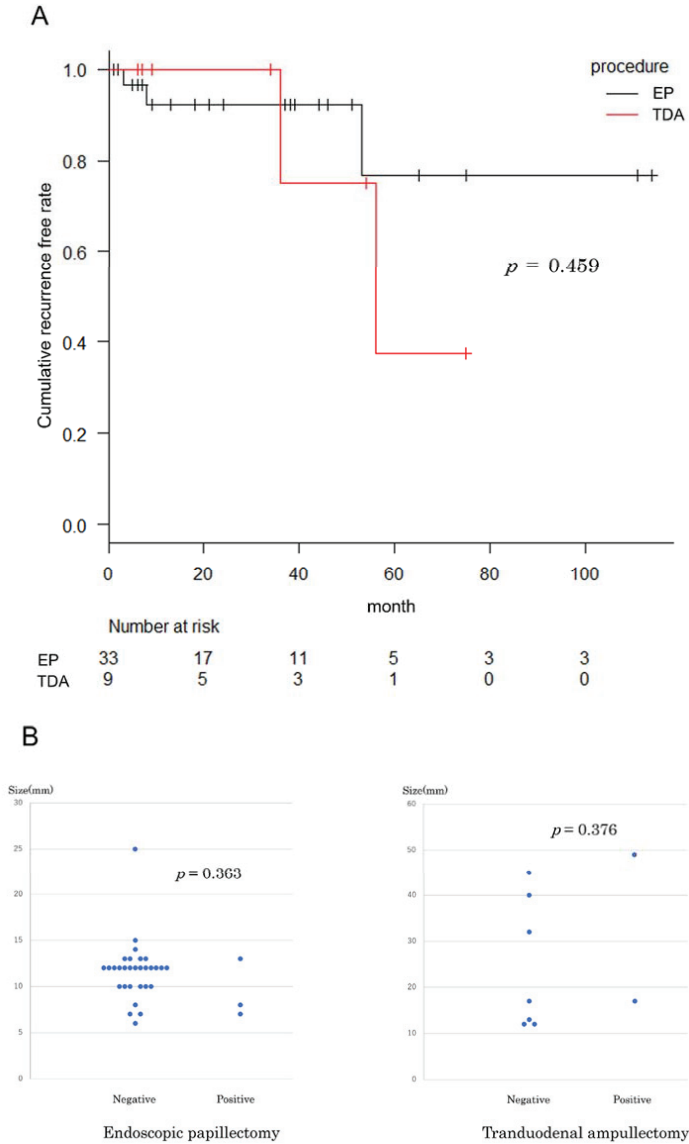 A
procedure
EP
TDA
1.0
0.8
0.6
0.4
0.2
0.0
Cumulative recurrence free rate
p = 0.459
0 20 40 60 80 100
month
Number at risk
EP 33 17 11 5 3 3
TDA 9 5 3 1 0 0
B
Size(mm)
30
25
20
15
10
5
0
p = 0.363
Negative Positive
Endoscopic papillectomy
Size(mm)
60
50
40
30
20
10
0
p = 0.376
Negative Positive
Tranduodenal ampullectomy